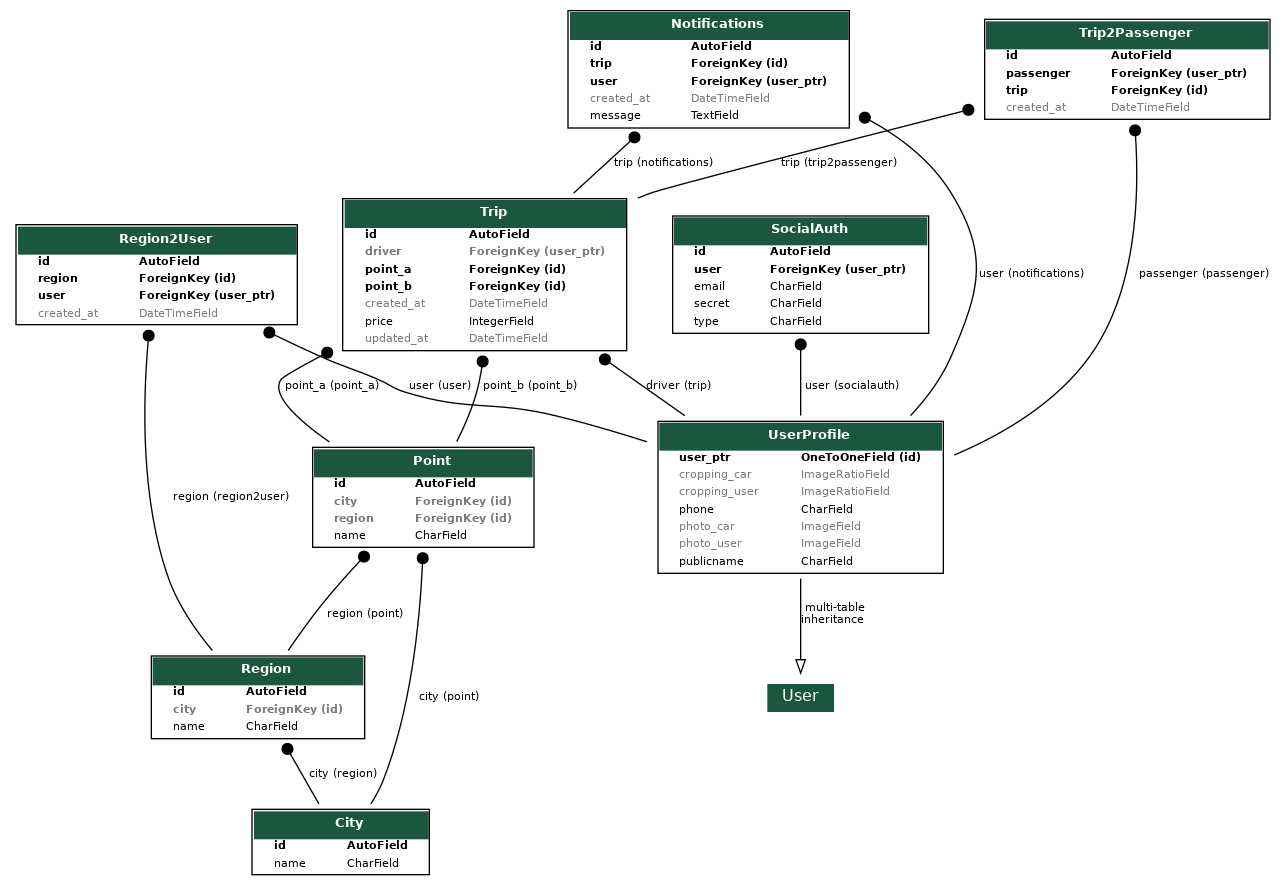 Notifications
id AutoField
trip ForeignKey (id)
user ForeignKey (user_ptr)
created_at DateTimeField
message TextField
Trip2Passenger
id AutoField
passenger ForeignKey (user_ptr)
trip ForeignKey (id)
created_at DateTimeField
trip (notifications)
trip (trip2passenger)
Region2User
id AutoField
region ForeignKey (id)
user ForeignKey (user_ptr)
created_at DateTimeField
Trip
id AutoField
driver ForeignKey (user_ptr)
point_a ForeignKey (id)
point_b ForeignKey (id)
created_at DateTimeField
price IntegerField
updated_at DateTimeField
SocialAuth
id AutoField
user ForeignKey (user_ptr)
email CharField
secret CharField
type CharField
user (notifications)
passenger (passenger)
point_a (point_a)
user (user)
point_b (point_b)
driver (trip)
user (socialauth)
Point
id AutoField
city ForeignKey (id)
region ForeignKey (id)
name CharField
UserProfile
user_ptr OneToOneField (id)
cropping_car ImageRatioField
cropping_user ImageRatioField
phone CharField
photo_car ImageField
photo_user ImageField
publicname CharField
region (region2user)
region (point)
multi-table
inheritance
Region
id AutoField
city ForeignKey (id)
name CharField
city (point)
User
city (region)
City
id AutoField
name CharField